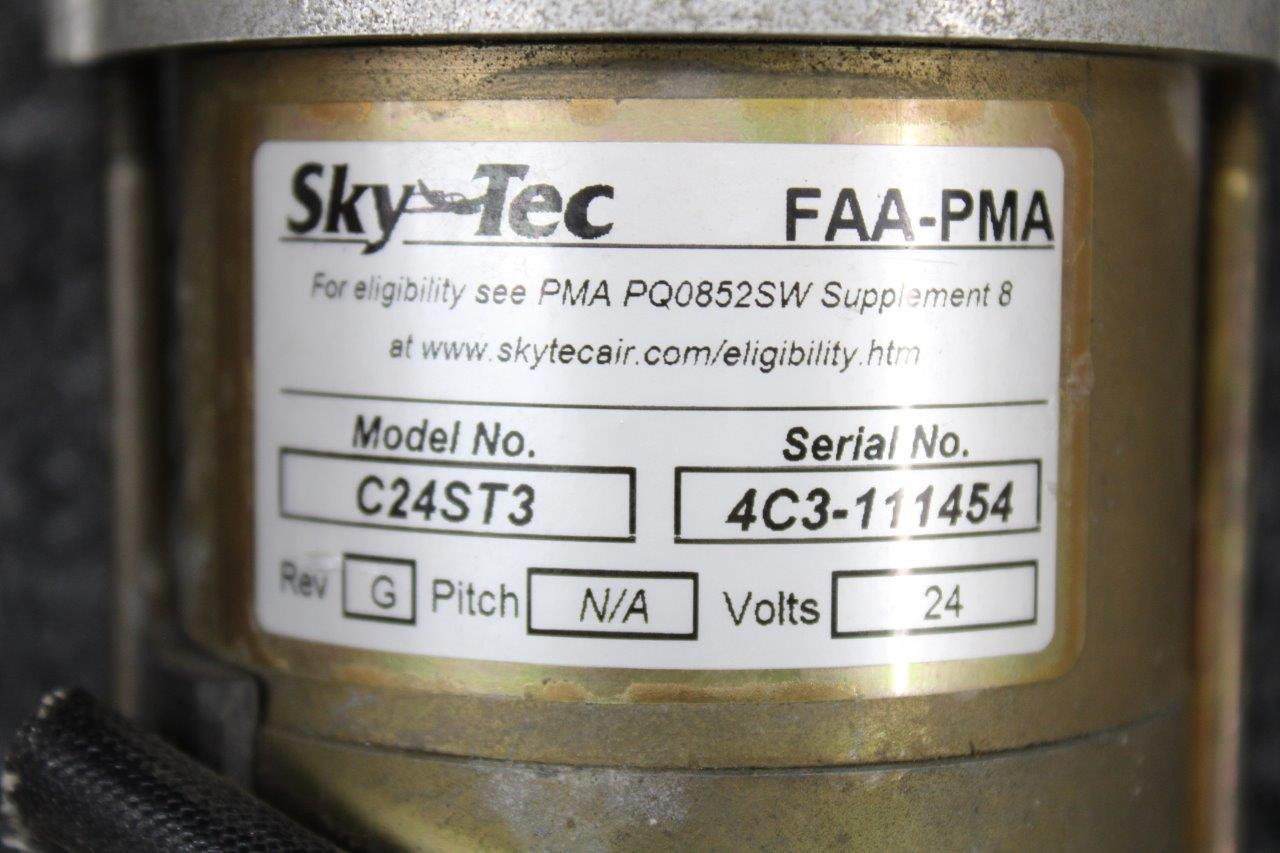 Sky-Tec FAA-PMA
For eligibility see PMA PQ0852SW Supplement 8
at www.skytecair.com/eligibility.htm
Model No. Serial No.
C24ST3 4C3-111454
Rev G Pitch N/A Volts 24